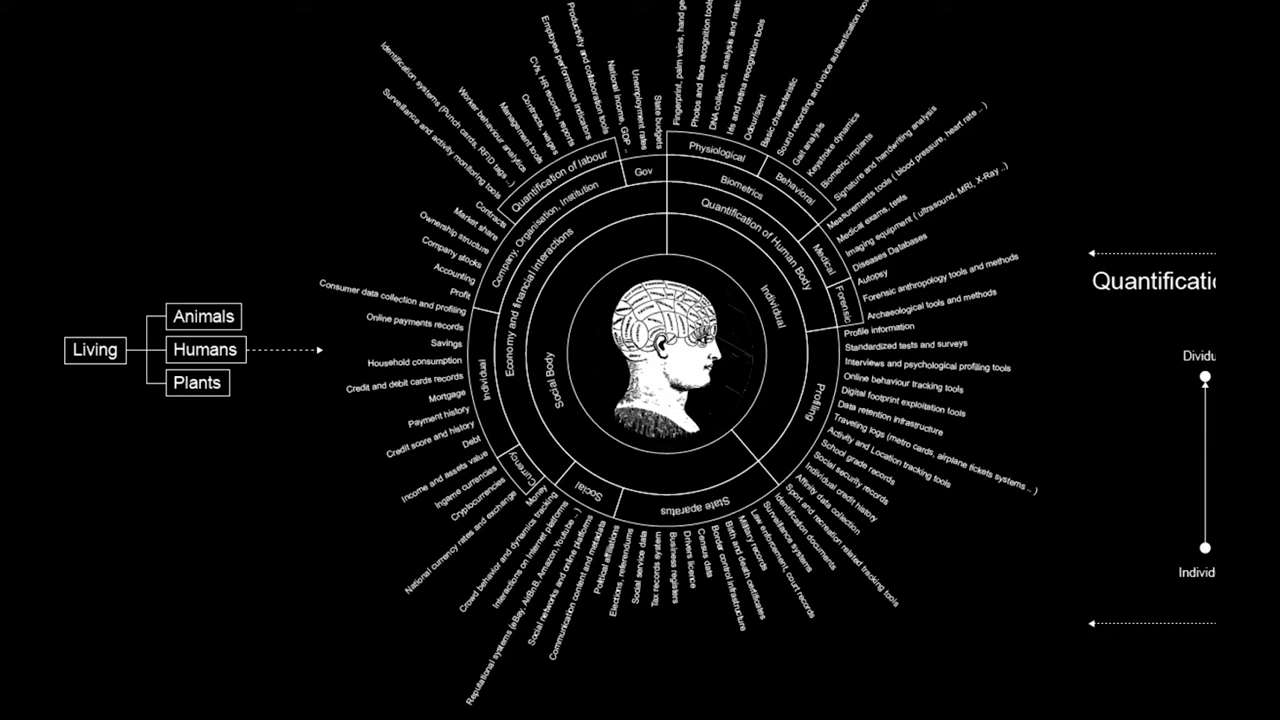 Living
Animals
Humans
Plants
Social Body
Individual
Economy and financial interactions
Quantification of Human Body
Profiling
State aparatus
Social
Company, Organisation, Institution
Gov
Quantification of labour
Individual
Currency
Biometrics
Physiological
Behavioral
Medical
Forensic
Fingerprint, palm veins, hand ge
Photos and face recognition tools
DNA collection, analysis and matc
Iris and retina recognition tools
Odour/scent
Basic characteristic
Sound recording and voice authentication tool
Gait analysis
Keystroke dynamics
Biometric implants
Signature and handwriting analysis
Measurements tools ( blood pressure, heart rate .. )
Medical exams, tests
Imaging equipment ( ultrasound, MRI, X-Ray ..)
Diseases Databases
Autopsy
Forensic anthropology tools and methods
Archaeological tools and methods
Profile information
Standardized tests and surveys
Interviews and psychological profiling tools
Online behaviour tracking tools
Digital footprint exploitation tools
Data retention infrastructure
Traveling logs (metro cards, airplane tickets systems .. )
Activity and Location tracking tools
School grade records
Social security records
Individual credit history
Affinity data collection
Sport and recreation related tracking tools
Identification documents
Surveillance systems
Law enforcement, court records
Military records
Birth and death certificates
Border control infrastructure
Census data
Drivers licence
Business registers
Tax records system
Social service data
Elections, referendums
Political affiliations
Communication content and metadata
Social networks and online platforms
Reputational systems (eBay, AirBnB, Amazon, Youtube .. )
Interactions on Internet platforms
Crowd behavior and dynamics tracking
Money
National currency rates and exchange
Cryptocurrencies
Ingame currencies
Income and assets value
Debt
Credit score and history
Payment history
Mortgage
Credit and debit cards records
Household consumption
Savings
Online payments records
Consumer data collection and profiling
Profit
Accounting
Company stocks
Ownership structure
Market share
Contracts
Surveillance and activity monitoring tools
Identification systems (Punch cards, RFID tags ..)
Worker behaviour analytics
Management tools
Contracts, wages
CVs, HR records, reports
Employee performance indicators
Productivity and collaboration tools
National income, GDP ..
Unemployment rates
State budgets
Quantificatio
Dividu
Individ